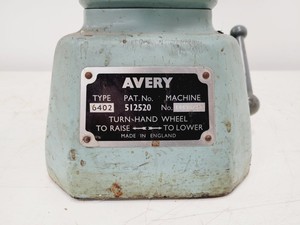 AVERY
TYPE PAT. No. MACHINE
6402 512520 No.
TURN-HAND WHEEL
TO RAISE TO LOWER
MADE IN ENGLAND